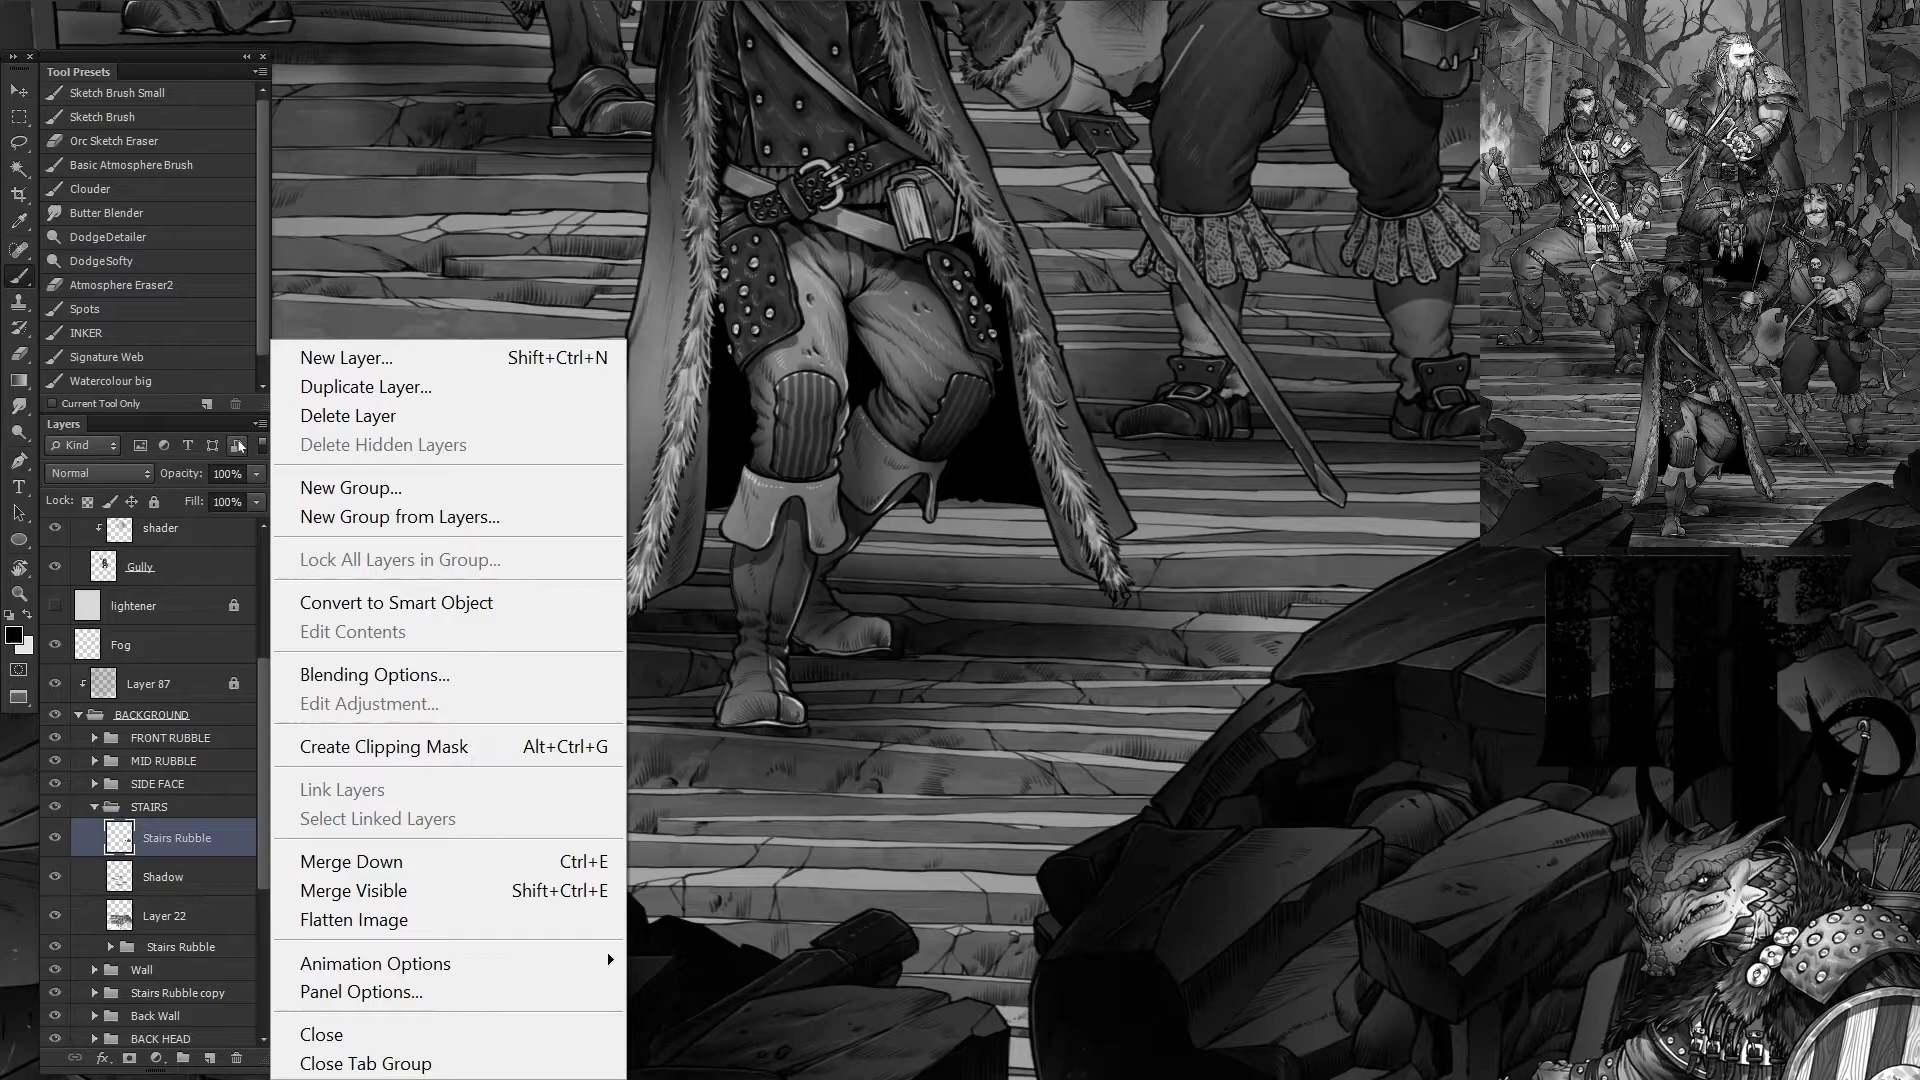 Tool Presets
Sketch Brush Small
Sketch Brush
Orc Sketch Eraser
Basic Atmosphere Brush
Clouder
Butter Blender
DodgeDetailer
DodgeSofty
Atmosphere Eraser2
Spots
INKER
Signature Web
Watercolour big
Current Tool Only
Layers
Kind
Normal
Opacity: 100%
Lock:
Fill: 100%
shader
Gully
lightener
Fog
Layer 87
BACKGROUND
FRONT RUBBLE
MID RUBBLE
SIDE FACE
STAIRS
Stairs Rubble
Shadow
Layer 22
Stairs Rubble
Wall
Stairs Rubble copy
Back Wall
BACK HEAD
fx
New Layer... Shift+Ctrl+N
Duplicate Layer...
Delete Layer
Delete Hidden Layers
New Group...
New Group from Layers...
Lock All Layers in Group...
Convert to Smart Object
Edit Contents
Blending Options...
Edit Adjustment...
Create Clipping Mask Alt+Ctrl+G
Link Layers
Select Linked Layers
Merge Down Ctrl+E
Merge Visible Shift+Ctrl+E
Flatten Image
Animation Options
Panel Options...
Close
Close Tab Group